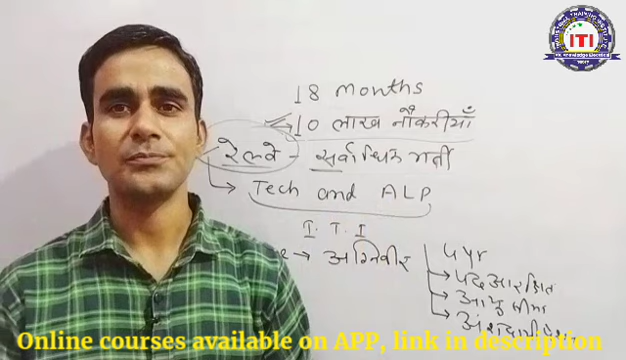 ITI
18 months
10 लाख नौकरीयाँ
रेलवे - सर्वाधिक भर्ती
Tech and ALP
I. T. I
→ अग्निवीर
4 yr
→ पद आरक्षित
→ आयु सीमा
Online courses available on APP, link in description